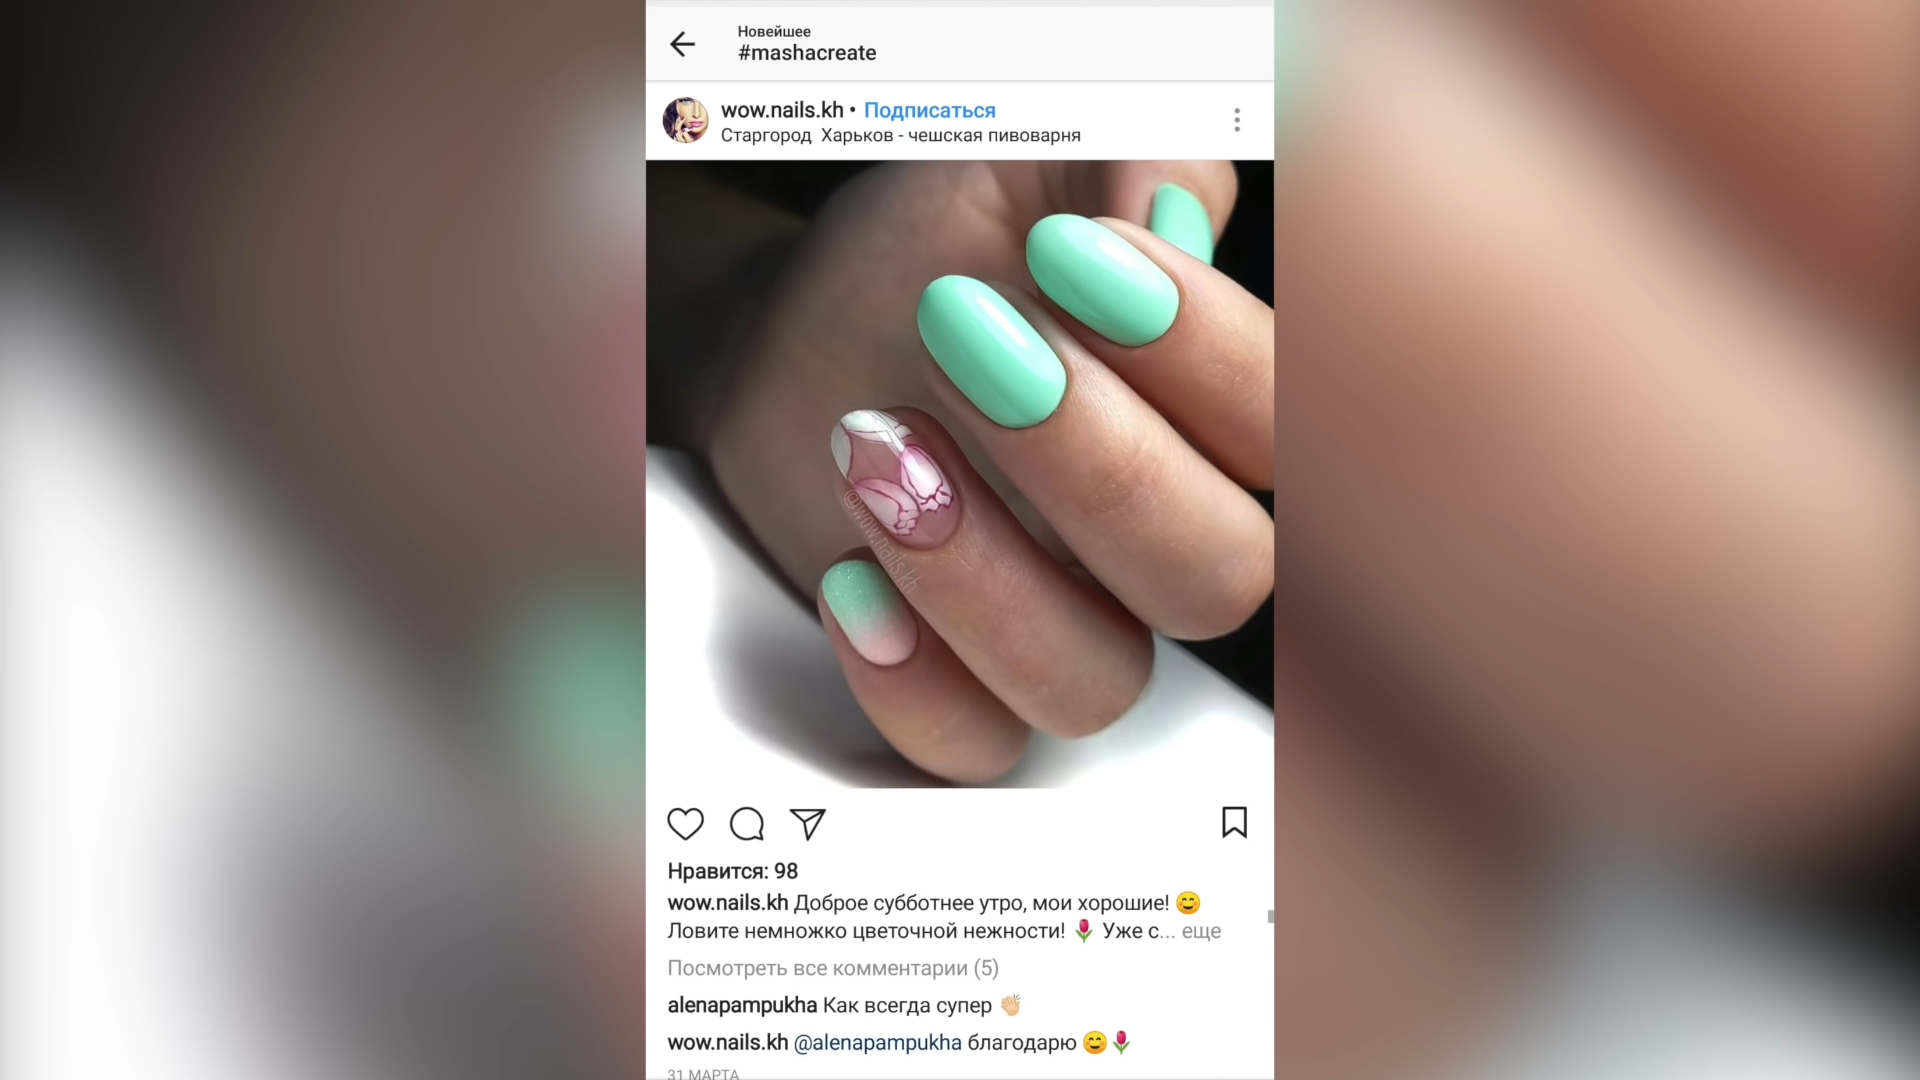 Новейшее
#mashacreate
wow.nails.kh • Подписаться
Старгород Харьков - чешская пивоварня
@wow.nails.kh
Нравится: 98
wow.nails.kh Доброе субботнее утро, мои хорошие! 😊
Ловите немножко цветочной нежности! 🌷 Уже с... еще
Посмотреть все комментарии (5)
alenapampukha Как всегда супер 👏🏻
wow.nails.kh @alenapampukha благодарю 😊🌷
31 МАРТА